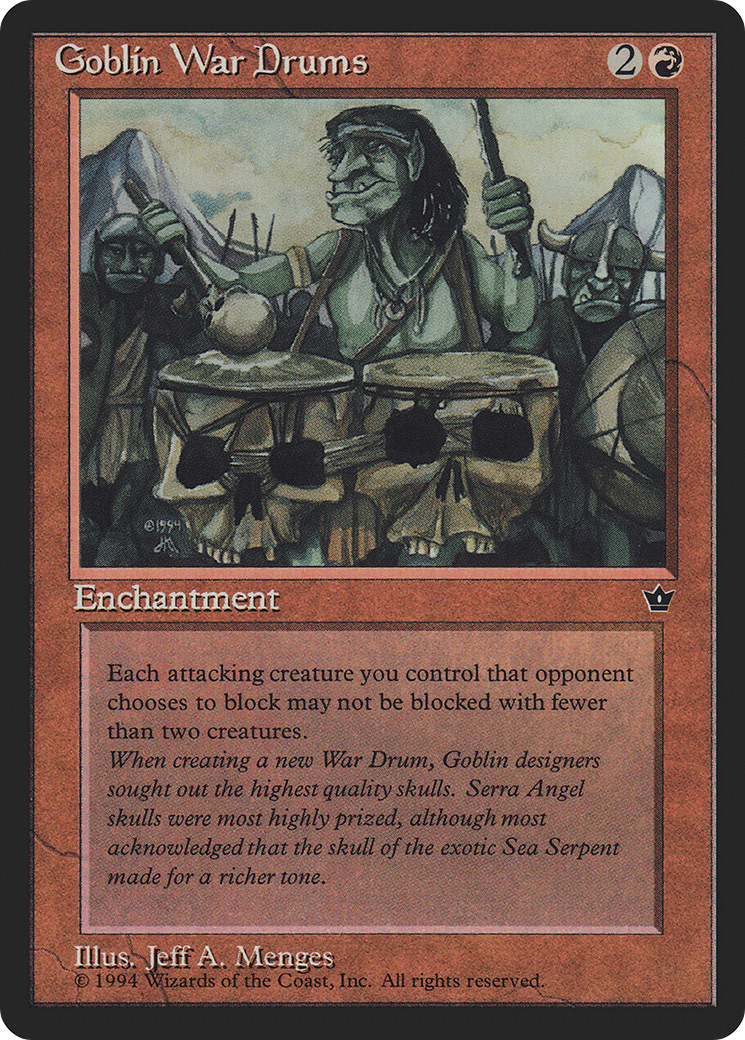 Goblin War Drums
2
©1994
Enchantment
Each attacking creature you control that opponent
chooses to block may not be blocked with fewer
than two creatures.
When creating a new War Drum, Goblin designers
sought out the highest quality skulls. Serra Angel
skulls were most highly prized, although most
acknowledged that the skull of the exotic Sea Serpent
made for a richer tone.
Illus. Jeff A. Menges
© 1994 Wizards of the Coast, Inc. All rights reserved.